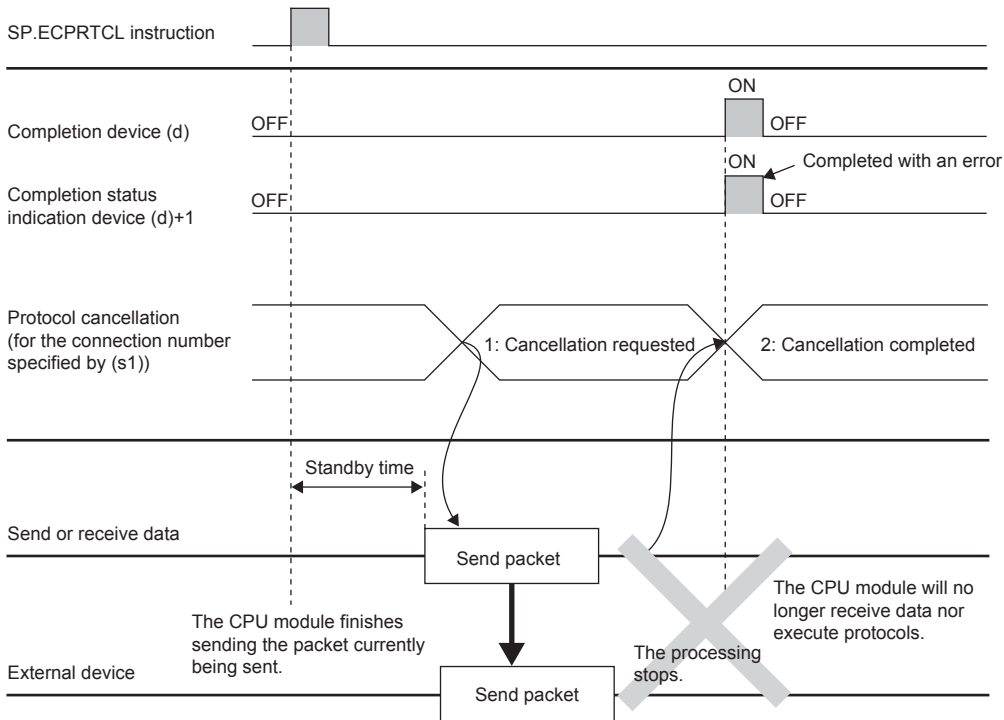 SP.ECPRTCL instruction
ON
Completion device (d)
OFF
OFF
ON
Completed with an error
Completion status
indication device (d)+1
OFF
OFF
Protocol cancellation
(for the connection number
specified by (s1))
1: Cancellation requested
2: Cancellation completed
Standby time
Send or receive data
Send packet
The CPU module will no
longer receive data nor
execute protocols.
The CPU module finishes
sending the packet currently
being sent.
The processing
stops.
External device
Send packet